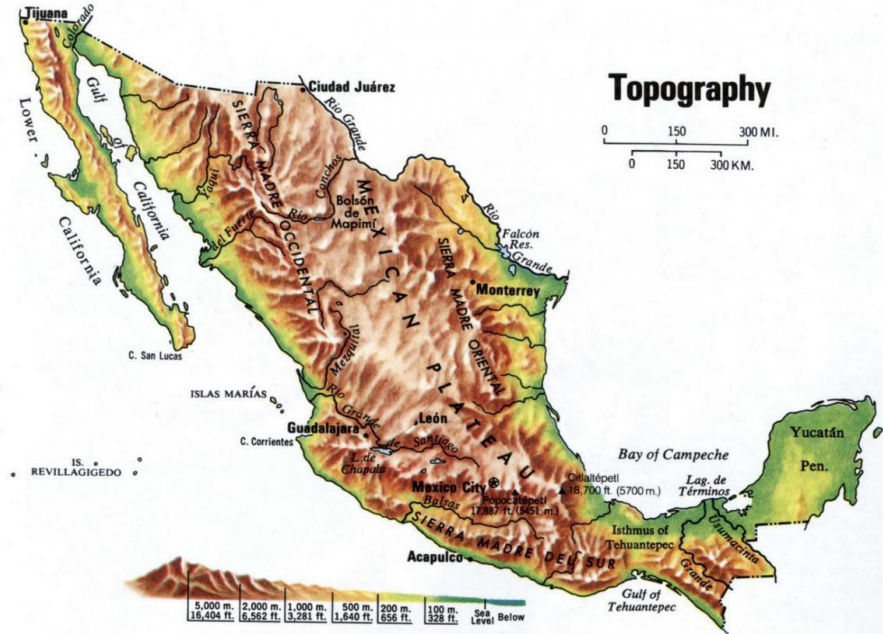 Topography
0 150 300 MI.
0 150 300 KM.
Tijuana
Colorado
Gulf
of
California
Lower
California
C. San Lucas
Ciudad Juárez
Rio Grande
Conchos
Río
Yaqui
del Fuerte
SIERRA MADRE OCCIDENTAL
Bolsón
de
Mapimí
MEXICAN PLATEAU
Rio
Grande
Falcón
Res.
SIERRA MADRE ORIENTAL
Monterrey
Mezquital
ISLAS MARÍAS
IS.
REVILLAGIGEDO
Rio
Grande
de
Santiago
León
Guadalajara
C. Corrientes
L. de
Chapala
Mexico City
Popocatépetl
17,887 ft. (5451 m.)
Citlaltépetl
18,700 ft. (5700 m.)
Balsas
SIERRA MADRE DEL SUR
Acapulco
Bay of Campeche
Lag. de
Términos
Yucatán
Pen.
Isthmus of
Tehuantepec
Usumacinta
Grande
Gulf of
Tehuantepec
5,000 m. 2,000 m. 1,000 m. 500 m. 200 m. 100 m. Sea Level Below
16,404 ft. 6,562 ft. 3,281 ft. 1,640 ft. 656 ft. 328 ft.